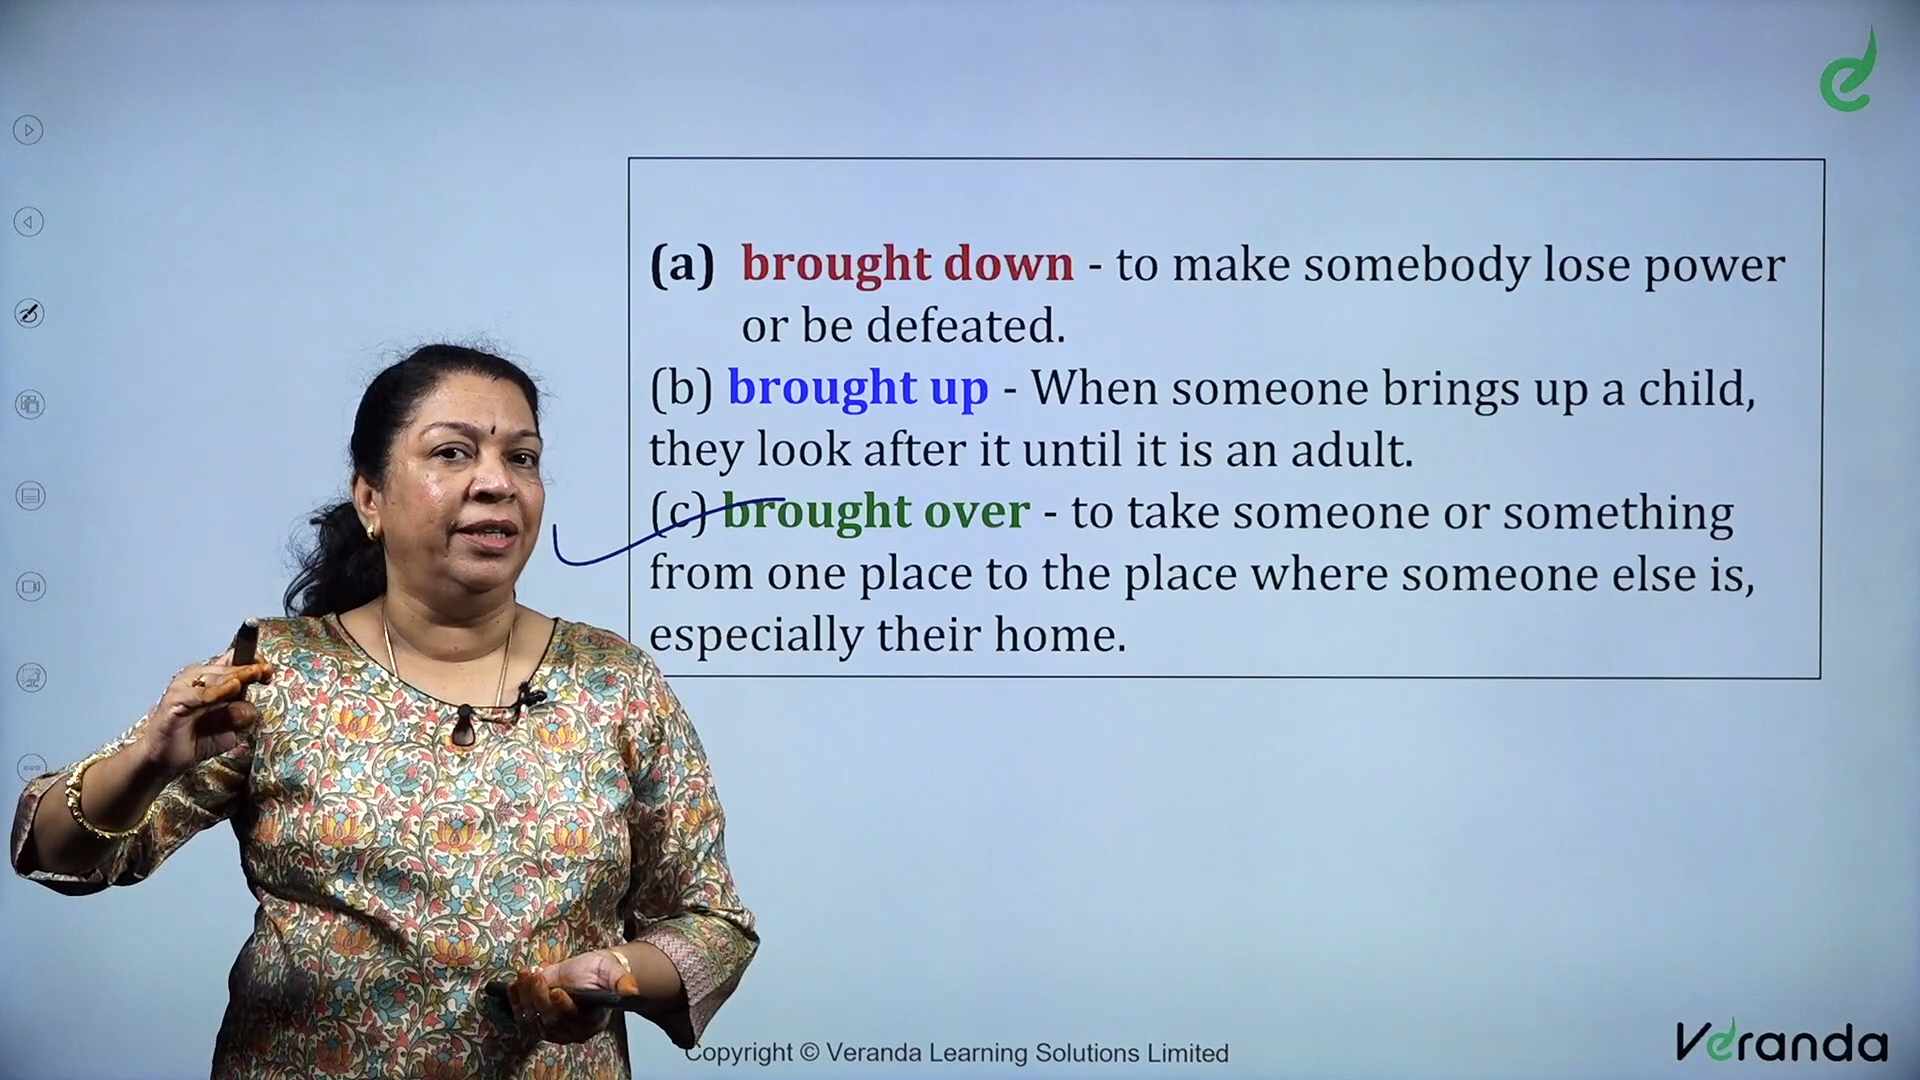 (a) brought down - to make somebody lose power
or be defeated.
(b) brought up - When someone brings up a child,
they look after it until it is an adult.
(c) brought over - to take someone or something
from one place to the place where someone else is,
especially their home.
Copyright © Veranda Learning Solutions Limited
Veranda